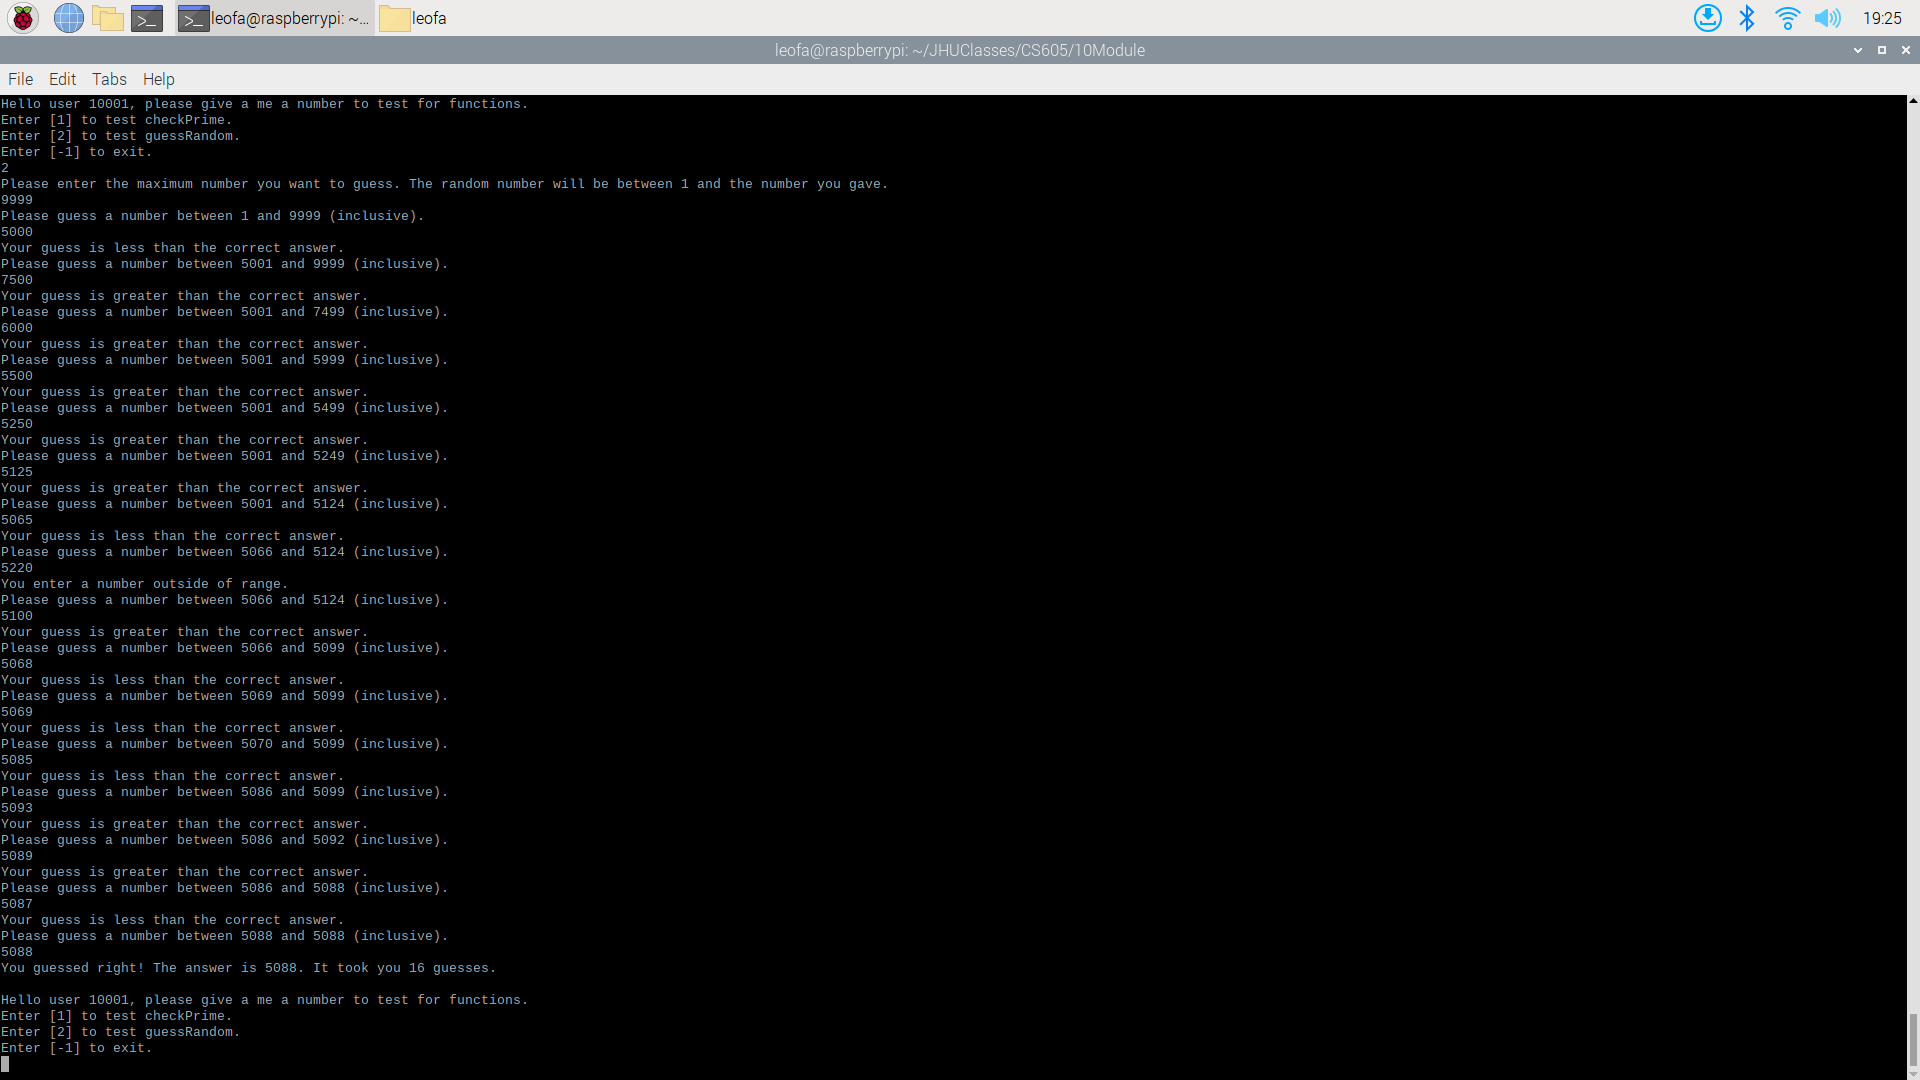 leofa@raspberrypi: ~... leofa 19:25
leofa@raspberrypi: ~/JHUClasses/CS605/10Module
File Edit Tabs Help
Hello user 10001, please give a me a number to test for functions.
Enter [1] to test checkPrime.
Enter [2] to test guessRandom.
Enter [-1] to exit.
2
Please enter the maximum number you want to guess. The random number will be between 1 and the number you gave.
9999
Please guess a number between 1 and 9999 (inclusive).
5000
Your guess is less than the correct answer.
Please guess a number between 5001 and 9999 (inclusive).
7500
Your guess is greater than the correct answer.
Please guess a number between 5001 and 7499 (inclusive).
6000
Your guess is greater than the correct answer.
Please guess a number between 5001 and 5999 (inclusive).
5500
Your guess is greater than the correct answer.
Please guess a number between 5001 and 5499 (inclusive).
5250
Your guess is greater than the correct answer.
Please guess a number between 5001 and 5249 (inclusive).
5125
Your guess is greater than the correct answer.
Please guess a number between 5001 and 5124 (inclusive).
5065
Your guess is less than the correct answer.
Please guess a number between 5066 and 5124 (inclusive).
5220
You enter a number outside of range.
Please guess a number between 5066 and 5124 (inclusive).
5100
Your guess is greater than the correct answer.
Please guess a number between 5066 and 5099 (inclusive).
5068
Your guess is less than the correct answer.
Please guess a number between 5069 and 5099 (inclusive).
5069
Your guess is less than the correct answer.
Please guess a number between 5070 and 5099 (inclusive).
5085
Your guess is less than the correct answer.
Please guess a number between 5086 and 5099 (inclusive).
5093
Your guess is greater than the correct answer.
Please guess a number between 5086 and 5092 (inclusive).
5089
Your guess is greater than the correct answer.
Please guess a number between 5086 and 5088 (inclusive).
5087
Your guess is less than the correct answer.
Please guess a number between 5088 and 5088 (inclusive).
5088
You guessed right! The answer is 5088. It took you 16 guesses.
Hello user 10001, please give a me a number to test for functions.
Enter [1] to test checkPrime.
Enter [2] to test guessRandom.
Enter [-1] to exit.